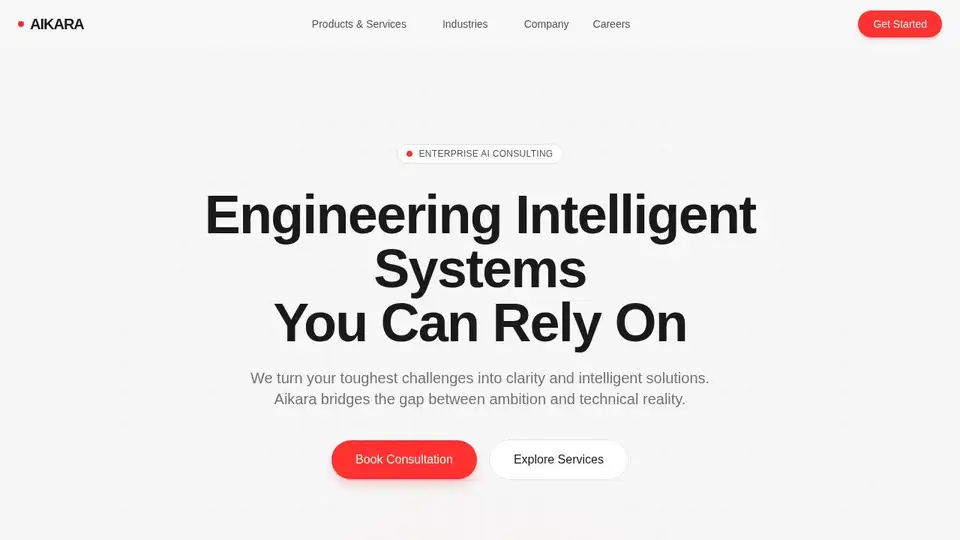 AIKARA
Products & Services
Industries
Company
Careers
Get Started
ENTERPRISE AI CONSULTING
Engineering Intelligent
Systems
You Can Rely On
We turn your toughest challenges into clarity and intelligent solutions.
Aikara bridges the gap between ambition and technical reality.
Book Consultation
Explore Services